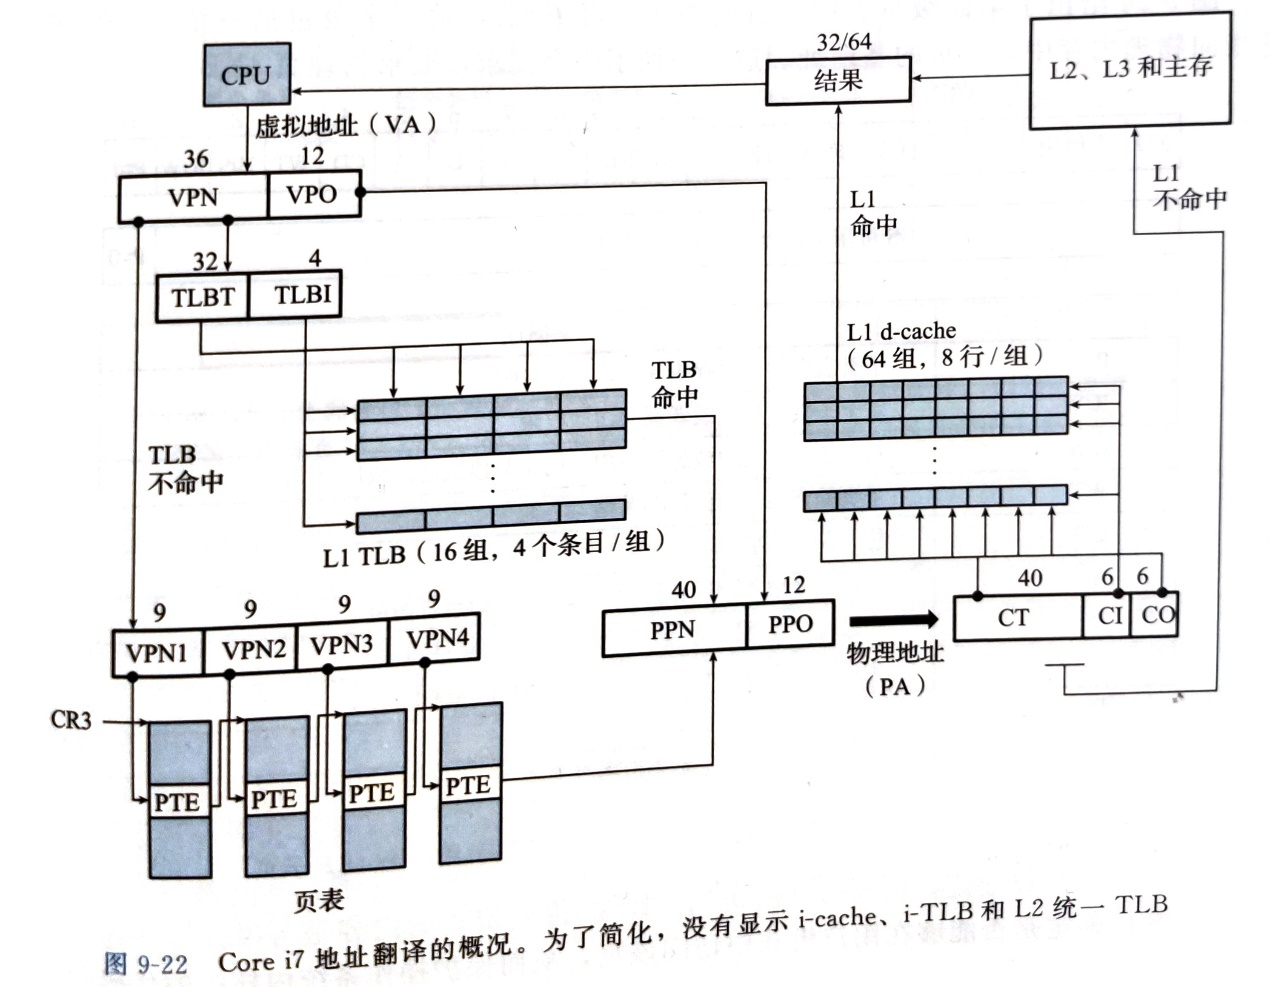 CPU
32/64
结果
L2、L3 和主存
虚拟地址（VA）
36
12
VPN
VPO
L1
命中
L1
不命中
32
4
TLBT
TLBI
L1 d-cache
（64 组，8 行/组）
TLB
命中
TLB
不命中
L1 TLB（16 组，4 个条目/组）
9
9
9
9
VPN1
VPN2
VPN3
VPN4
40
12
PPN
PPO
物理地址
（PA）
40
6
6
CT
CI
CO
CR3
PTE
PTE
PTE
PTE
页表
图 9-22 Core i7 地址翻译的概况。为了简化，没有显示 i-cache、i-TLB 和 L2 统一 TLB